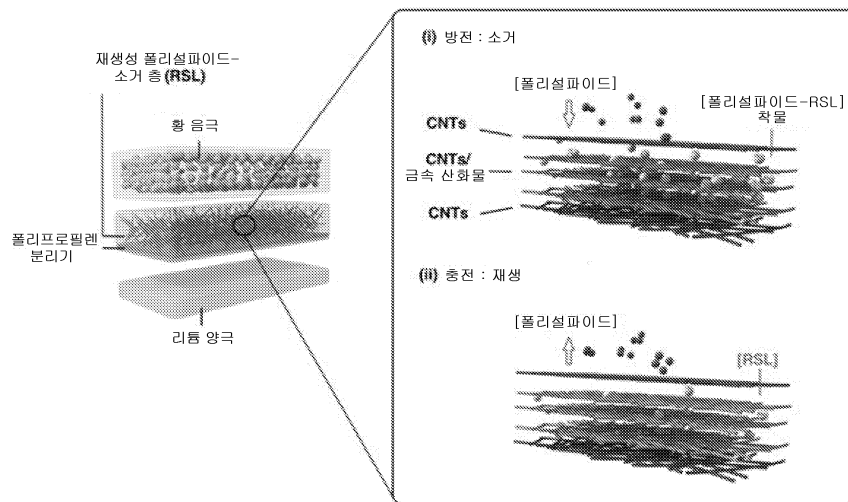 재생성 폴리설파이드-
소거 층(RSL)
황 음극
폴리프로필렌
분리기
리튬 양극
(i) 방전 : 소거
[폴리설파이드]
[폴리설파이드-RSL]
착물
CNTs
CNTs/
금속 산화물
CNTs
(ii) 충전 : 재생
[폴리설파이드]
[RSL]